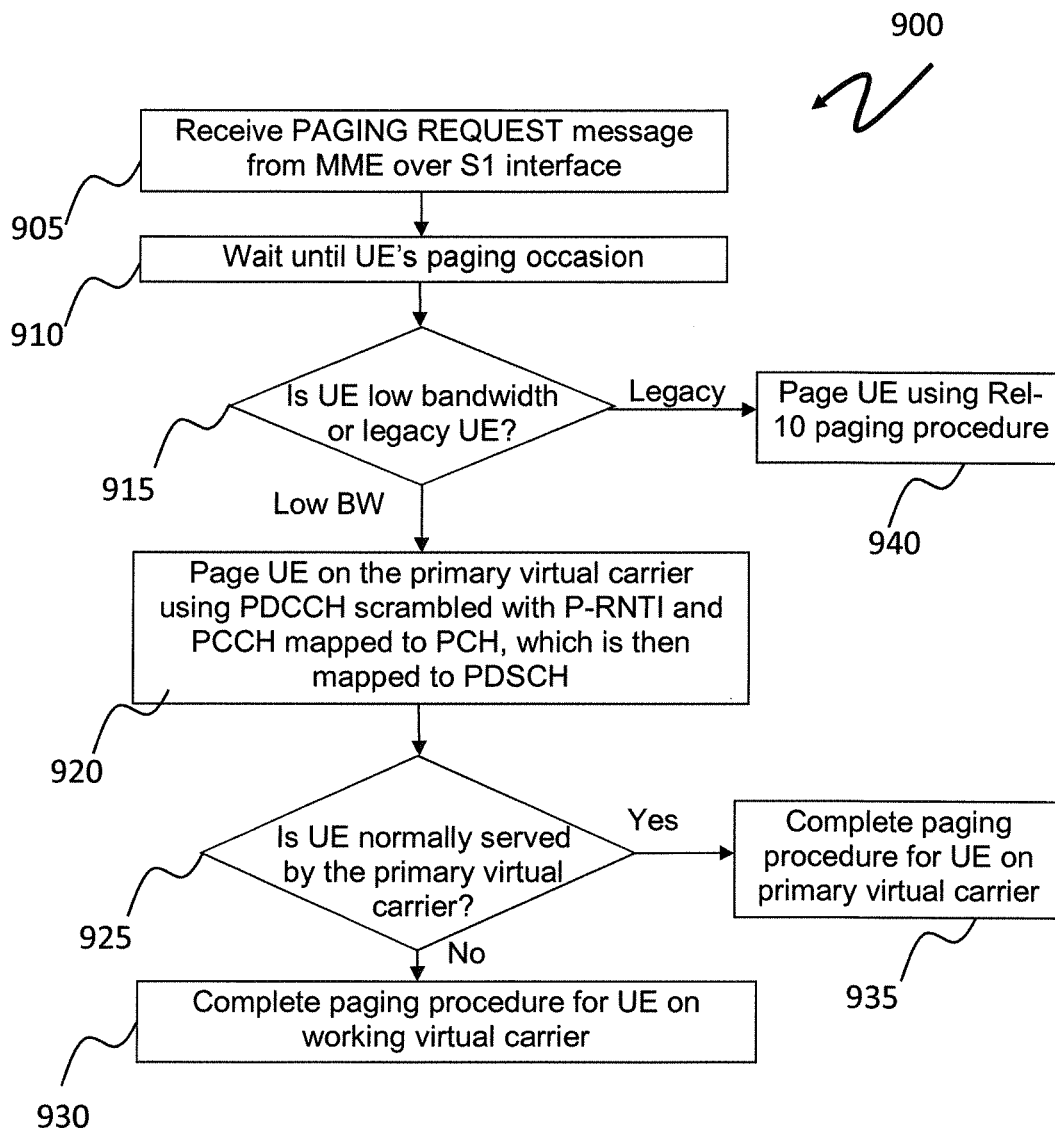 900
Receive PAGING REQUEST message
from MME over S1 interface
905
Wait until UE's paging occasion
910
Is UE low bandwidth
or legacy UE?
Legacy
Page UE using Rel-
10 paging procedure
915
Low BW
940
Page UE on the primary virtual carrier
using PDCCH scrambled with P-RNTI and
PCCH mapped to PCH, which is then
mapped to PDSCH
920
Is UE normally served
by the primary virtual
carrier?
Yes
Complete paging
procedure for UE on
primary virtual carrier
925
No
935
Complete paging procedure for UE on
working virtual carrier
930